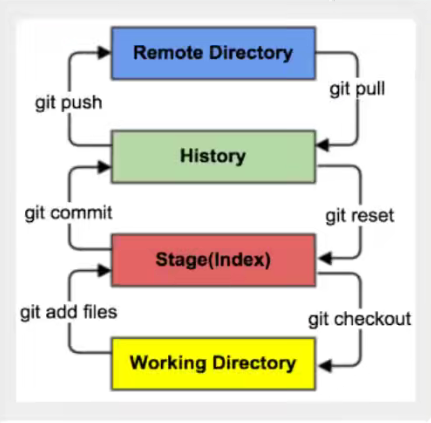 Remote Directory
git push
git pull
History
git commit
git reset
Stage(Index)
git add files
git checkout
Working Directory